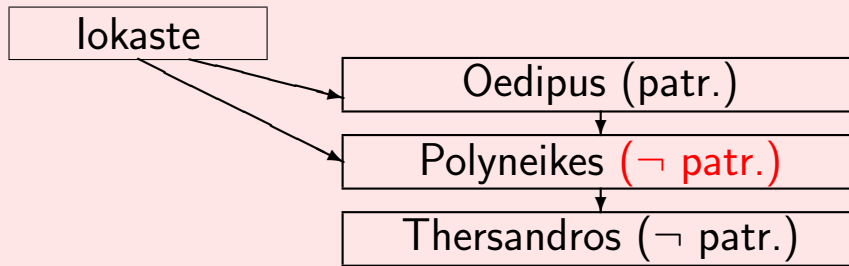 Iokaste
Oedipus (patr.)
Polyneikes (¬ patr.)
Thersandros (¬ patr.)